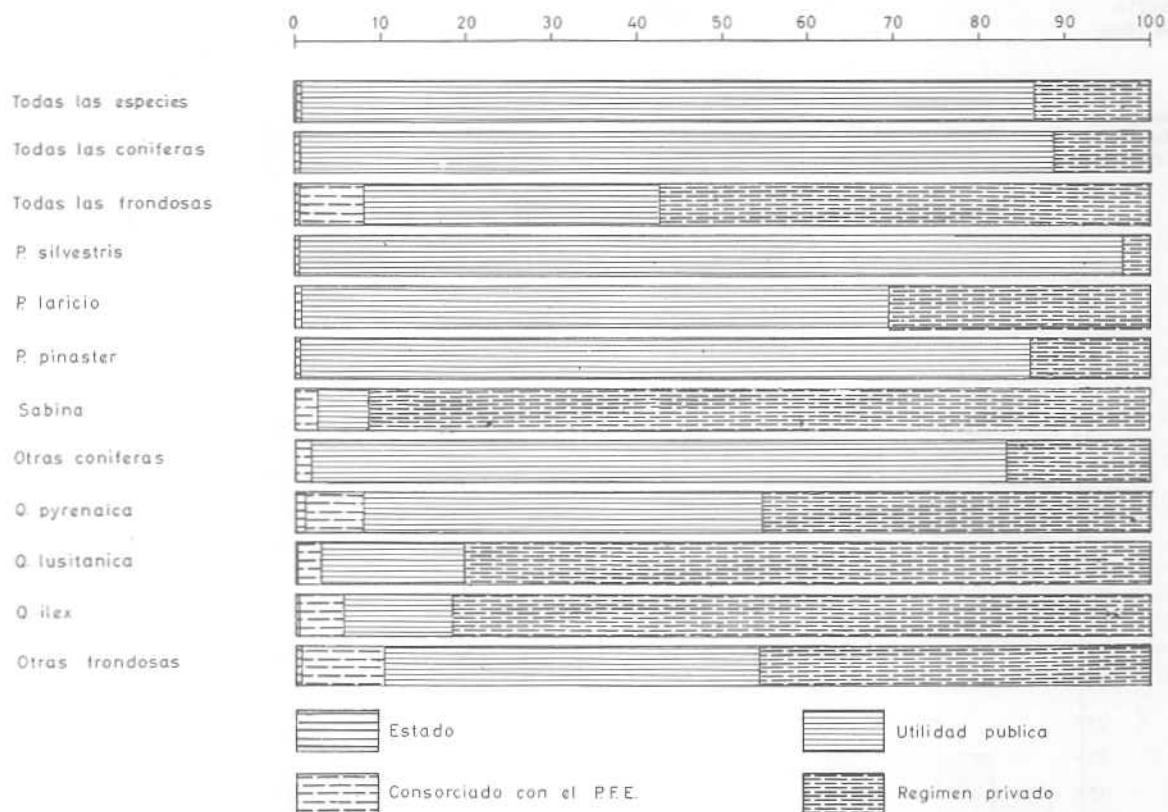 0 10 20 30 40 50 60 70 80 90 100
Todas las especies
Todas las coniferas
Todas las frondosas
P. silvestris
P. laricio
P. pinaster
Sabina
Otras coniferas
Q. pyrenaica
Q. lusitanica
Q ilex
Otras frondosas
Estado
Utilidad publica
Consorciado con el P.F.E.
Regimen privado